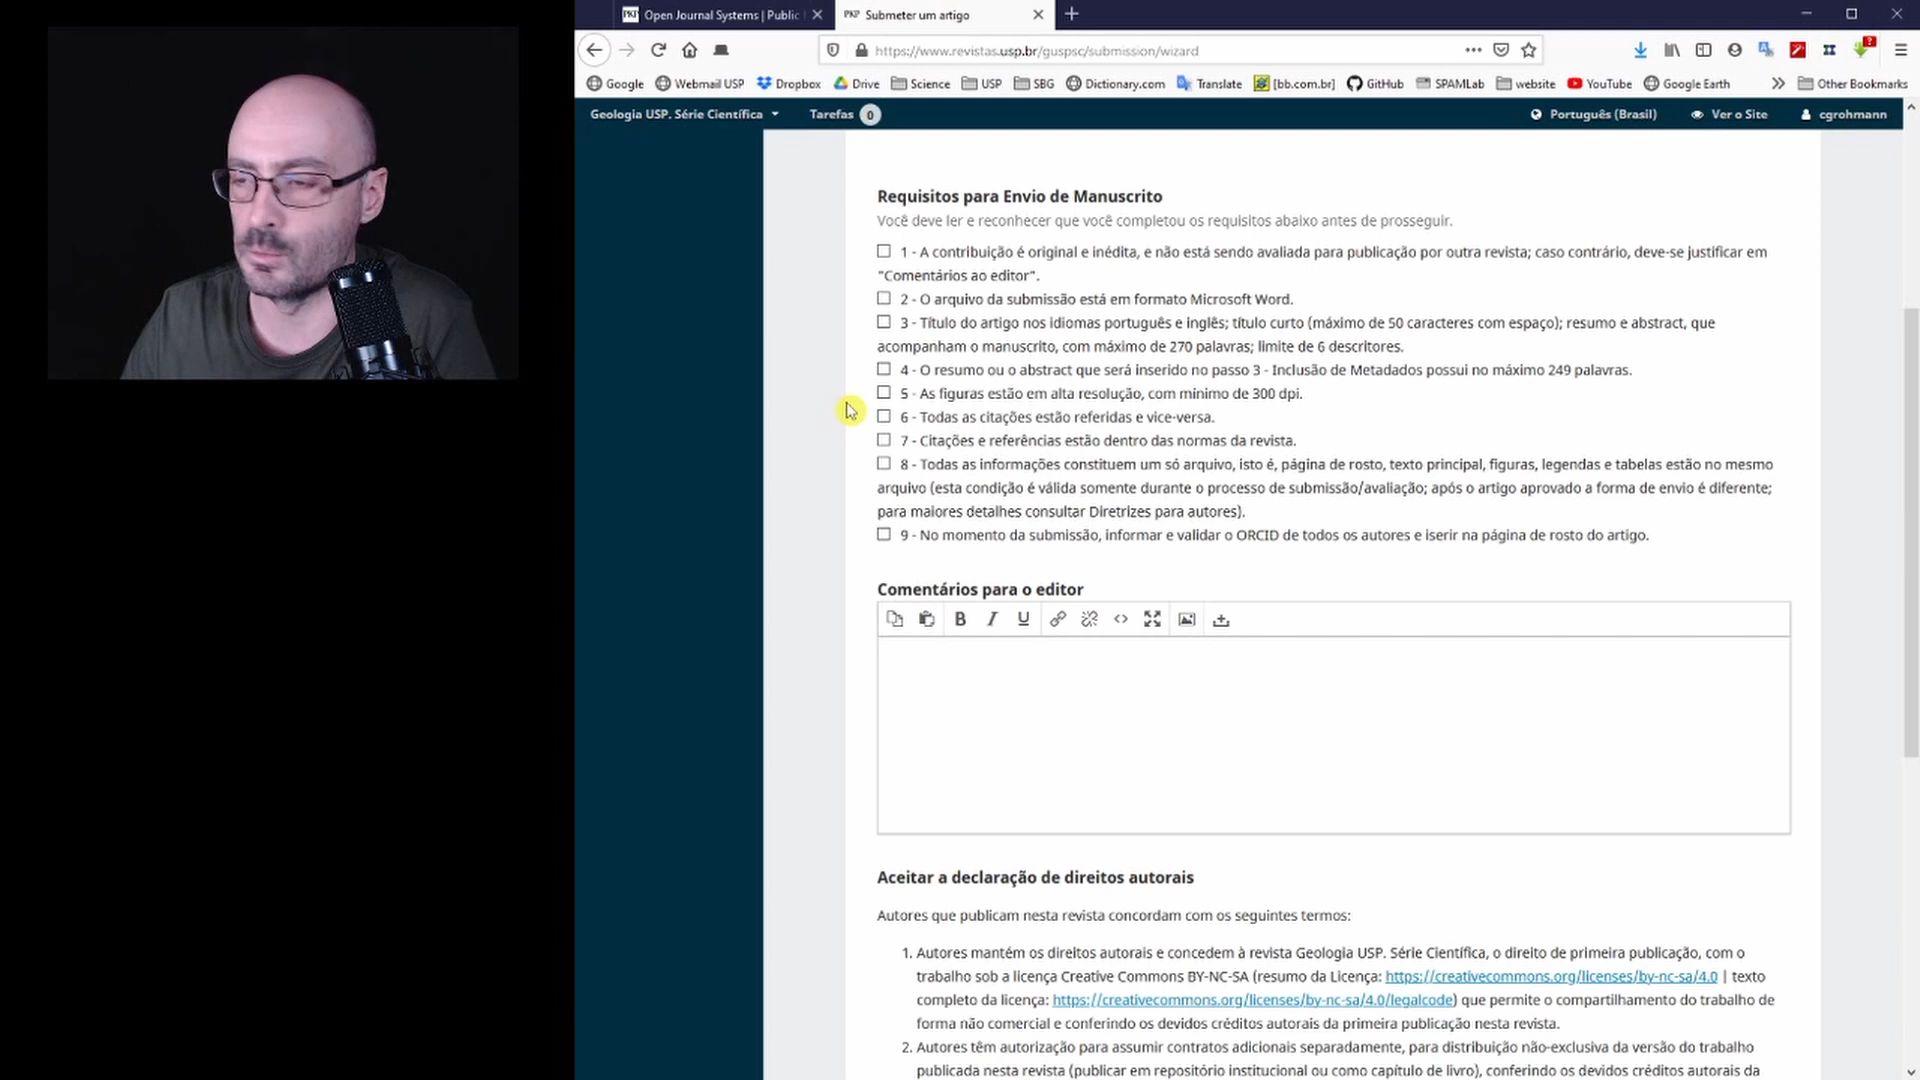 Open Journal Systems | Public
Submeter um artigo
https://www.revistas.usp.br/guspsc/submission/wizard
Google Webmail USP Dropbox Drive Science USP SBG Dictionary.com Translate [bb.com.br] GitHub SPAMLab website YouTube Google Earth Other Bookmarks
Geologia USP. Série Científica Tarefas 0 Português (Brasil) Ver o Site cgrohmann
Requisitos para Envio de Manuscrito
Você deve ler e reconhecer que você completou os requisitos abaixo antes de prosseguir.
1 - A contribuição é original e inédita, e não está sendo avaliada para publicação por outra revista; caso contrário, deve-se justificar em
"Comentários ao editor".
2 - O arquivo da submissão está em formato Microsoft Word.
3 - Título do artigo nos idiomas português e inglês; título curto (máximo de 50 caracteres com espaço); resumo e abstract, que
acompanham o manuscrito, com máximo de 270 palavras; limite de 6 descritores.
4 - O resumo ou o abstract que será inserido no passo 3 - Inclusão de Metadados possui no máximo 249 palavras.
5 - As figuras estão em alta resolução, com mínimo de 300 dpi.
6 - Todas as citações estão referidas e vice-versa.
7 - Citações e referências estão dentro das normas da revista.
8 - Todas as informações constituem um só arquivo, isto é, página de rosto, texto principal, figuras, legendas e tabelas estão no mesmo
arquivo (esta condição é válida somente durante o processo de submissão/avaliação; após o artigo aprovado a forma de envio é diferente;
para maiores detalhes consultar Diretrizes para autores).
9 - No momento da submissão, informar e validar o ORCID de todos os autores e iserir na página de rosto do artigo.
Comentários para o editor
B I U
Aceitar a declaração de direitos autorais
Autores que publicam nesta revista concordam com os seguintes termos:
1. Autores mantém os direitos autorais e concedem à revista Geologia USP. Série Científica, o direito de primeira publicação, com o
trabalho sob a licença Creative Commons BY-NC-SA (resumo da Licença: https://creativecommons.org/licenses/by-nc-sa/4.0 | texto
completo da licença: https://creativecommons.org/licenses/by-nc-sa/4.0/legalcode) que permite o compartilhamento do trabalho de
forma não comercial e conferindo os devidos créditos autorais da primeira publicação nesta revista.
2. Autores têm autorização para assumir contratos adicionais separadamente, para distribuição não-exclusiva da versão do trabalho
publicada nesta revista (publicar em repositório institucional ou como capítulo de livro), conferindo os devidos créditos autorais da